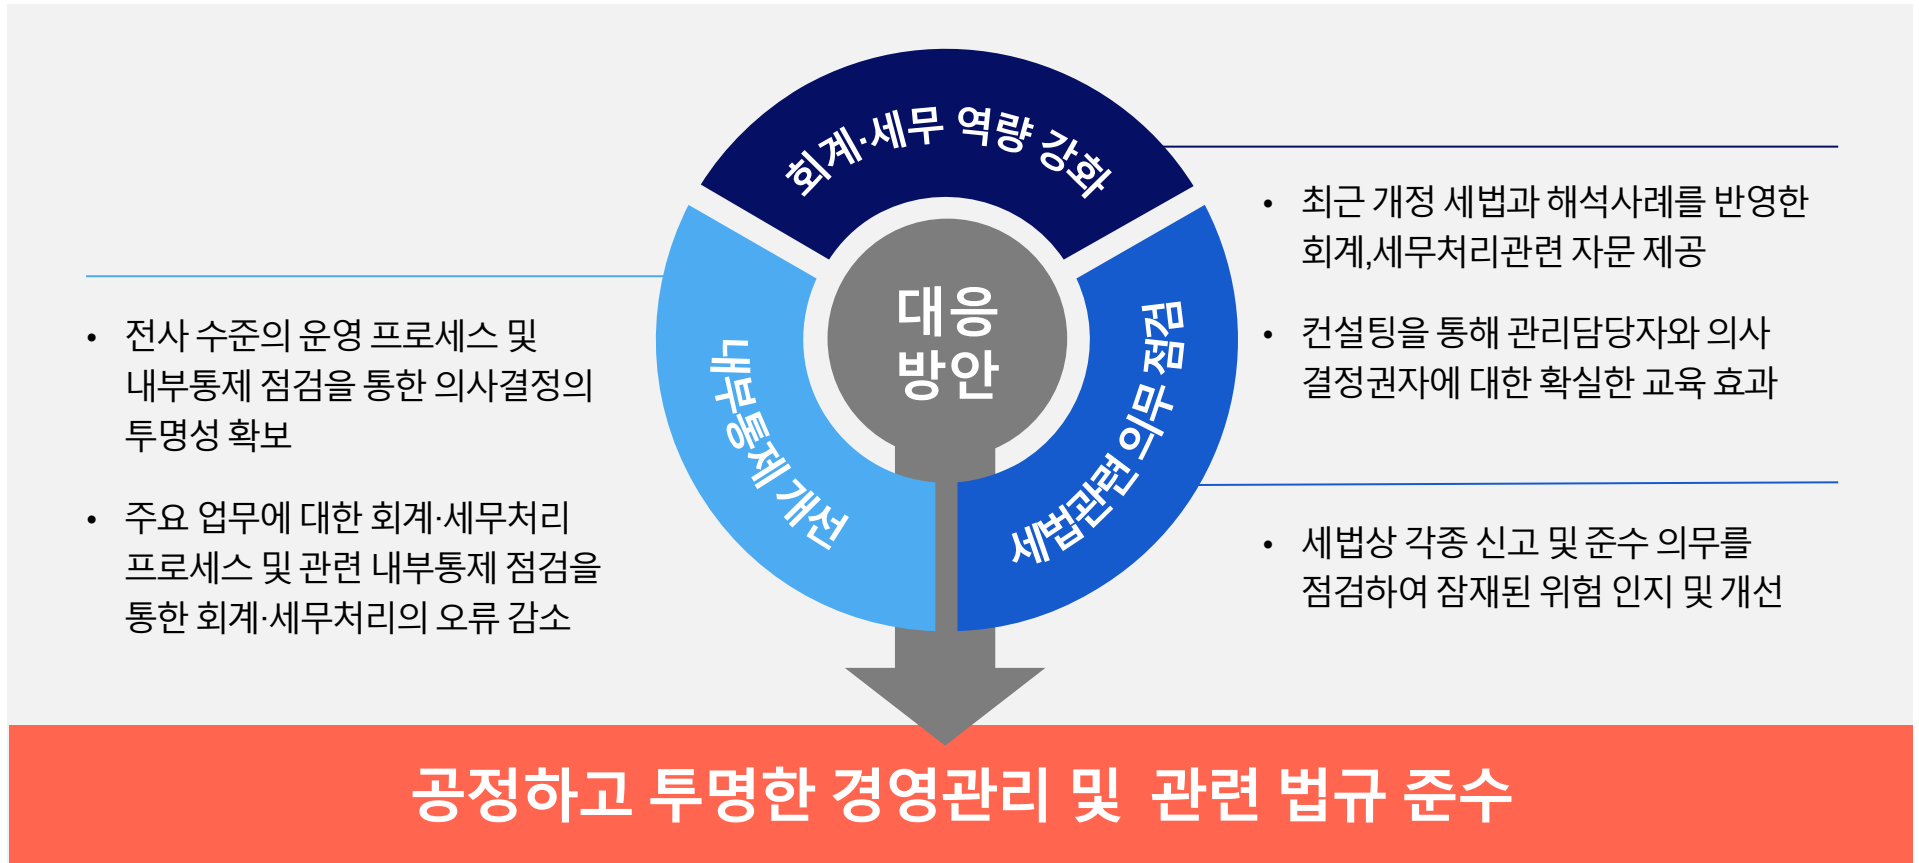 회계·세무 역량 강화
최근 개정 세법과 해석사례를 반영한
회계,세무처리관련 자문 제공
컨설팅을 통해 관리담당자와 의사
결정권자에 대한 확실한 교육 효과
대응
방안
세법관련 의무 점검
세법상 각종 신고 및 준수 의무를
점검하여 잠재된 위험 인지 및 개선
내부통제 개선
전사 수준의 운영 프로세스 및
내부통제 점검을 통한 의사결정의
투명성 확보
주요 업무에 대한 회계·세무처리
프로세스 및 관련 내부통제 점검을
통한 회계·세무처리의 오류 감소
공정하고 투명한 경영관리 및 관련 법규 준수